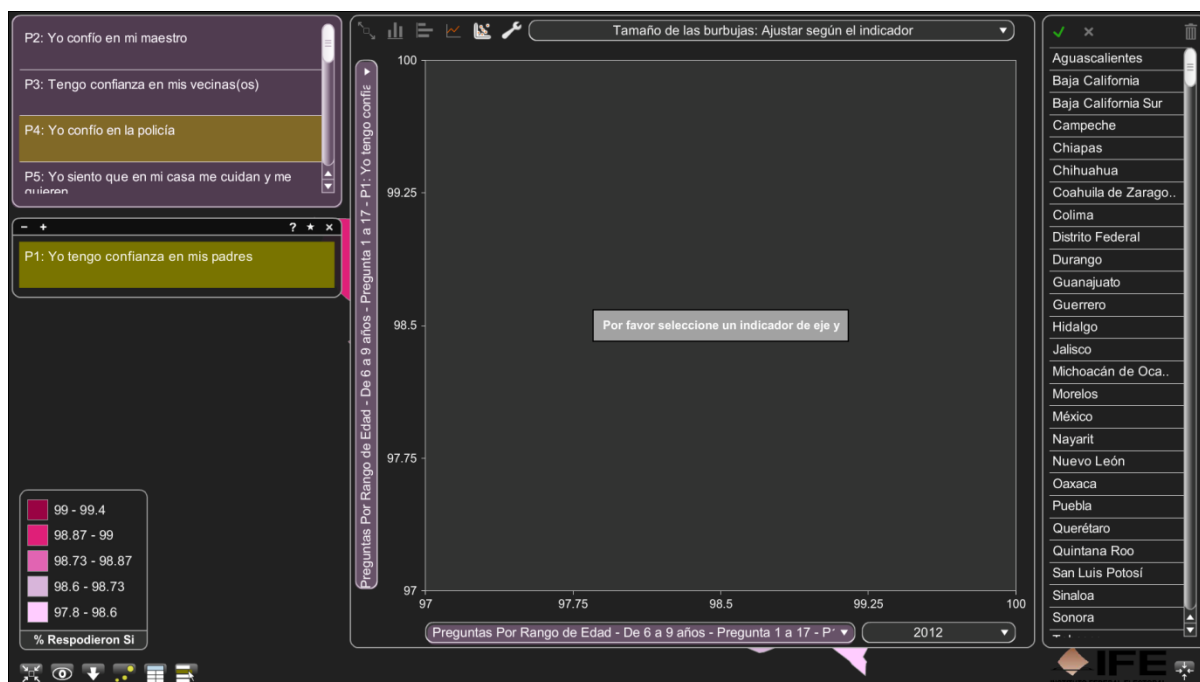 P2: Yo confío en mi maestro
P3: Tengo confianza en mis vecinas(os)
P4: Yo confío en la policía
P5: Yo siento que en mi casa me cuidan y me
quieren
- + ? ★ ×
P1: Yo tengo confianza en mis padres
99 - 99.4
98.87 - 99
98.73 - 98.87
98.6 - 98.73
97.8 - 98.6
% Respodieron Si
Tamaño de las burbujas: Ajustar según el indicador
Preguntas Por Rango de Edad - De 6 a 9 años - Pregunta 1 a 17 - P1: Yo tengo confia
100
99.25
98.5
97.75
97
Por favor seleccione un indicador de eje y
97 97.75 98.5 99.25 100
Preguntas Por Rango de Edad - De 6 a 9 años - Pregunta 1 a 17 - P
2012
Aguascalientes
Baja California
Baja California Sur
Campeche
Chiapas
Chihuahua
Coahuila de Zarago..
Colima
Distrito Federal
Durango
Guanajuato
Guerrero
Hidalgo
Jalisco
Michoacán de Oca..
Morelos
México
Nayarit
Nuevo León
Oaxaca
Puebla
Querétaro
Quintana Roo
San Luis Potosí
Sinaloa
Sonora
IFE